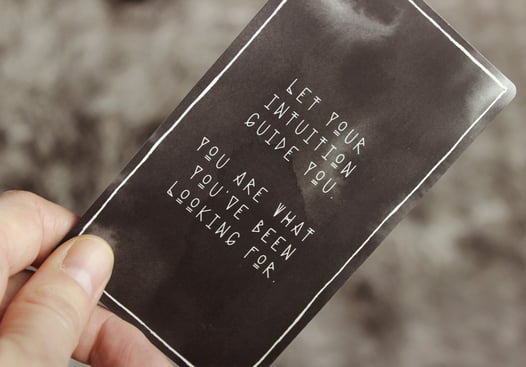 LET YOUR
INTUITION
GUIDE YOU.
YOU ARE WHAT
YOU'VE BEEN
LOOKING FOR.